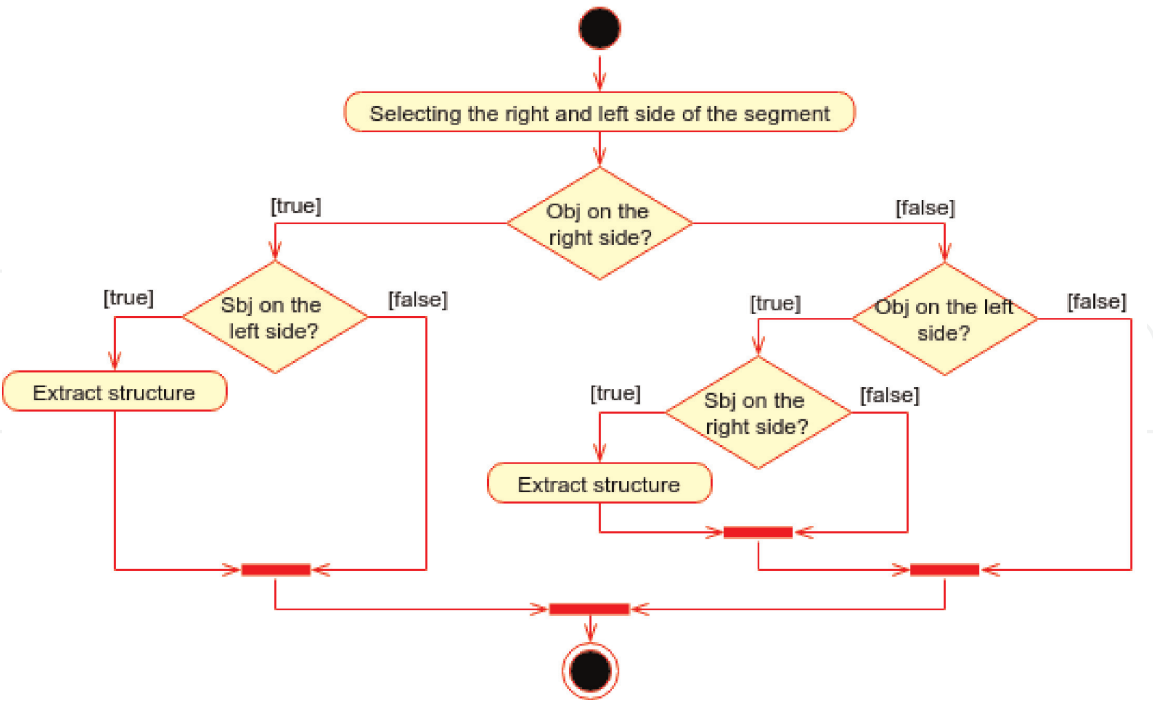 Selecting the right and left side of the segment
[true]
Obj on the
right side?
[false]
[true]
Sbj on the
left side?
[false]
[true]
Obj on the left
side?
[false]
Extract structure
[true]
Sbj on the
right side?
[false]
Extract structure